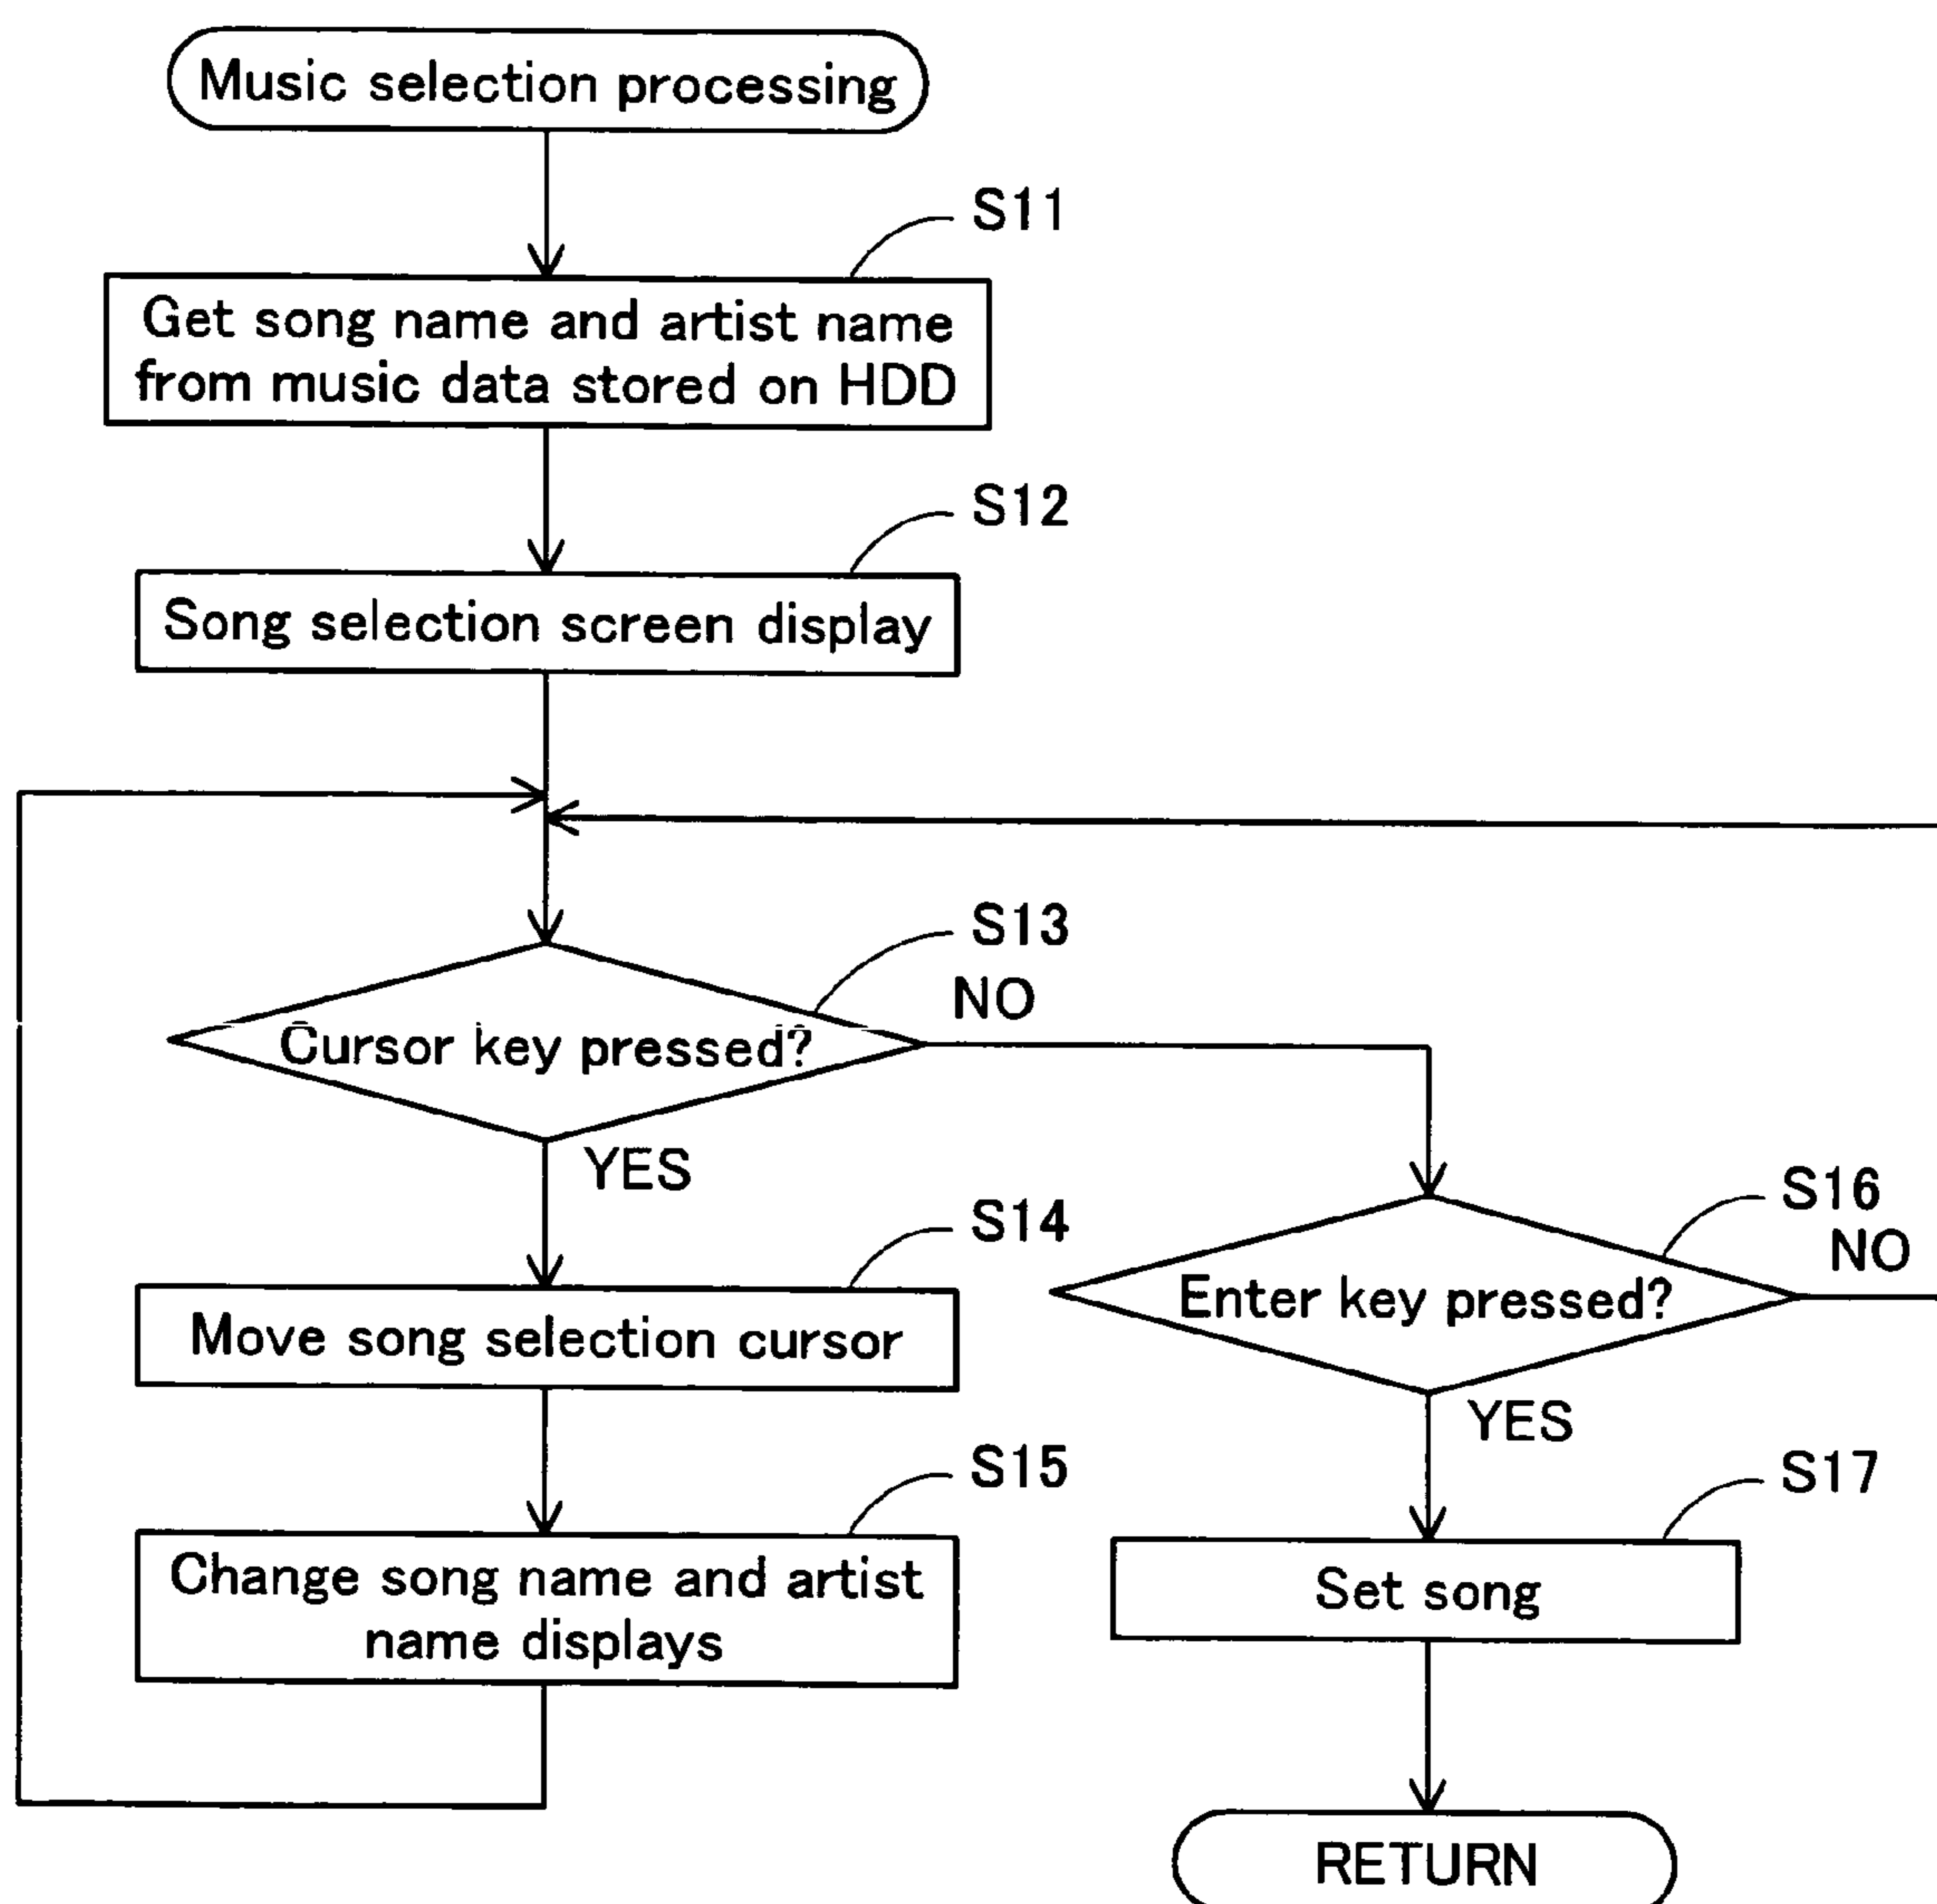 Music selection processing
S11
Get song name and artist name
from music data stored on HDD
S12
Song selection screen display
S13
NO
Cursor key pressed?
YES
S14
Move song selection cursor
S15
Change song name and artist
name displays
S16
NO
Enter key pressed?
YES
S17
Set song
RETURN